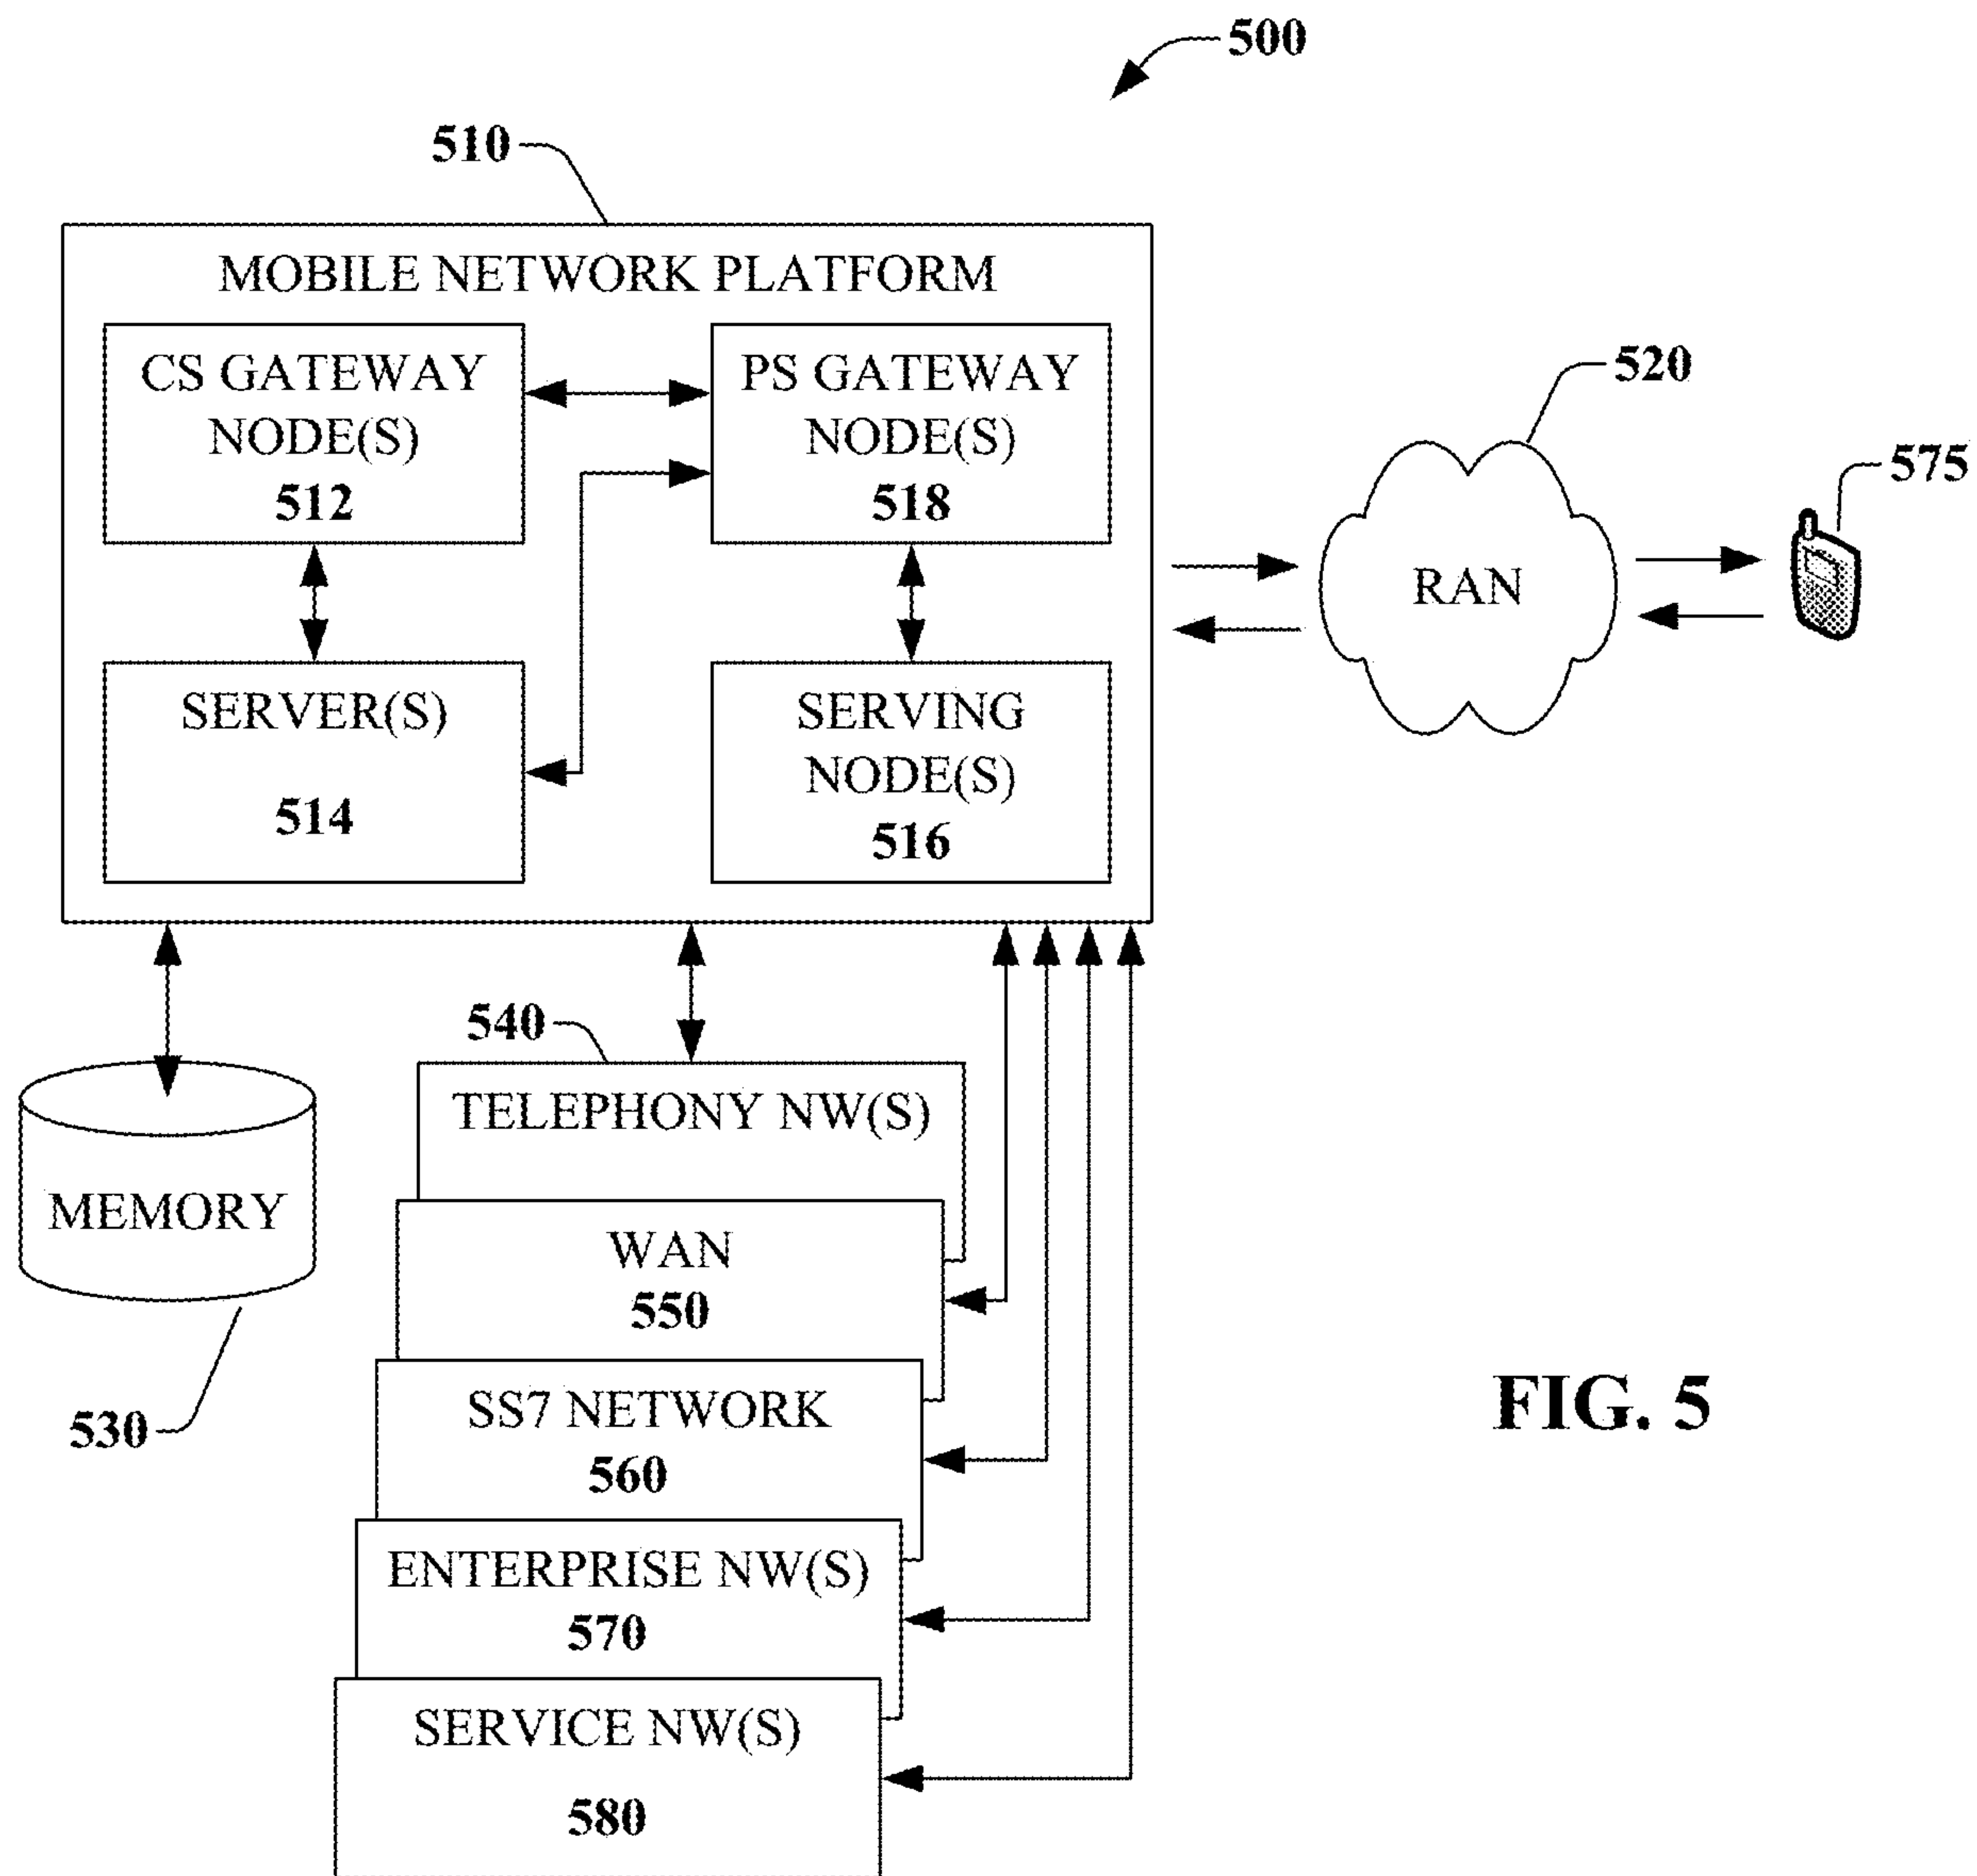 500
510
MOBILE NETWORK PLATFORM
CS GATEWAY
NODE(S)
512
PS GATEWAY
NODE(S)
518
SERVER(S)
514
SERVING
NODE(S)
516
520
RAN
575
540
TELEPHONY NW(S)
MEMORY
530
WAN
550
SS7 NETWORK
560
ENTERPRISE NW(S)
570
SERVICE NW(S)
580
FIG. 5